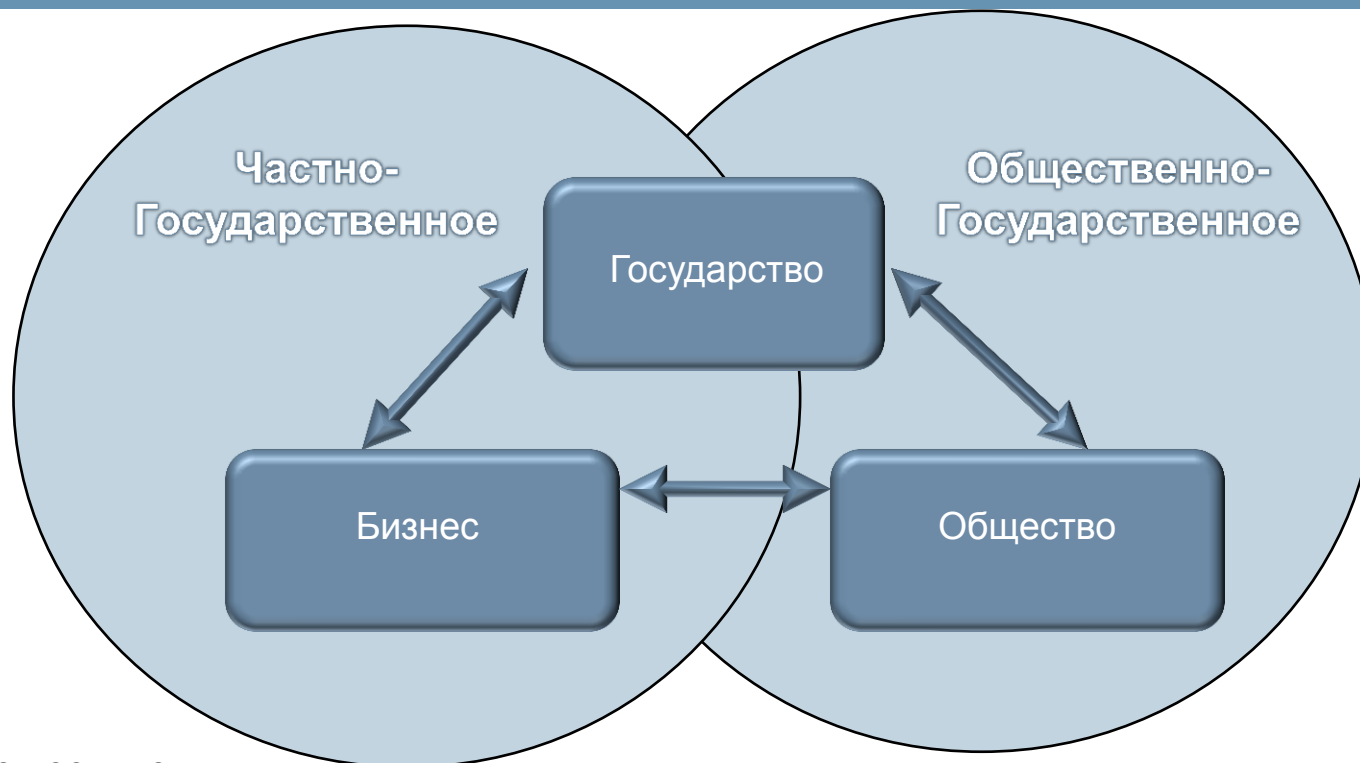 Частно-
Государственное
Общественно-
Государственное
Государство
Бизнес
Общество